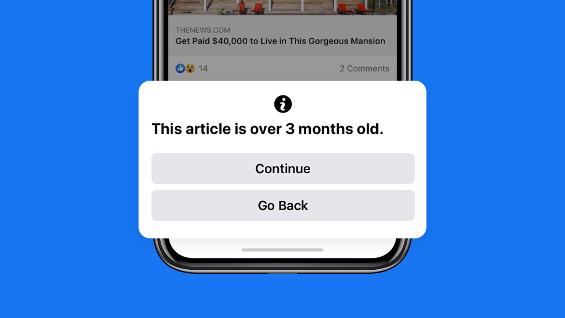 THENEWS.COM
Get Paid $40,000 to Live in This Gorgeous Mansion
14
2 Comments
This article is over 3 months old.
Continue
Go Back